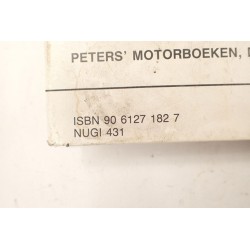 PETERS' MOTORBOEKEN,
ISBN 90 6127 182 7
NUGI 431